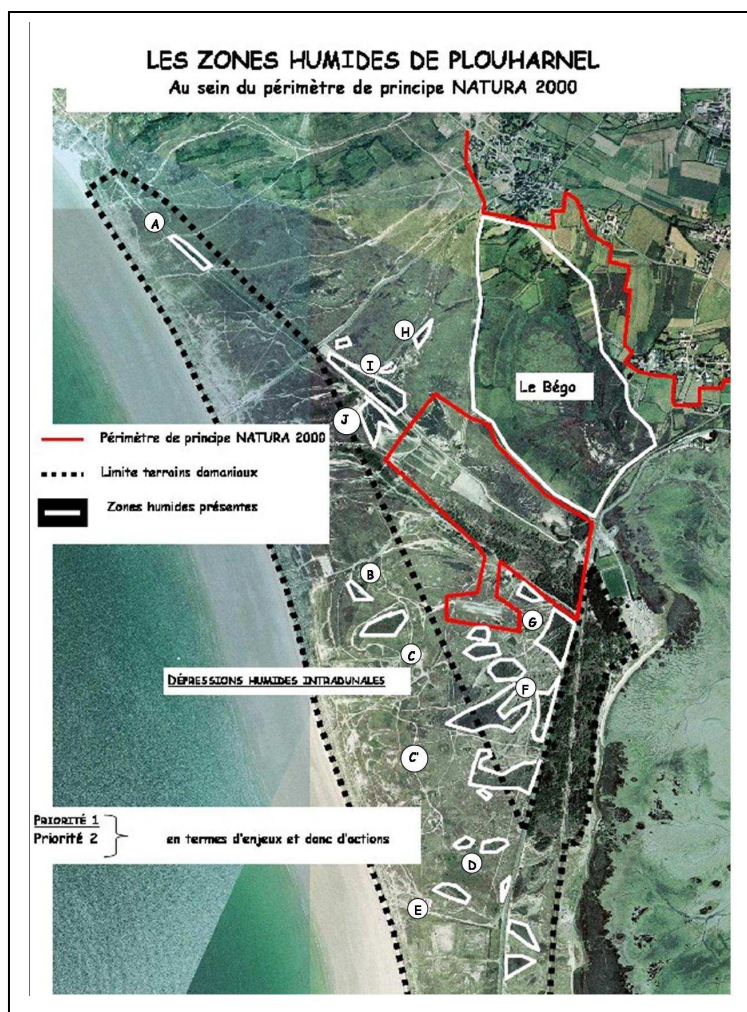 LES ZONES HUMIDES DE PLOUHARNEL
Au sein du périmètre de principe NATURA 2000
A
H
I
Le Bégo
J
Périmètre de principe NATURA 2000
Limite terrains domaniaux
Zones humides présentes
B
G
C
DÉPRESSIONS HUMIDES INTRADUNALES
F
C'
PRIORITÉ 1
Priorité 2
en termes d'enjeux et donc d'actions
D
E